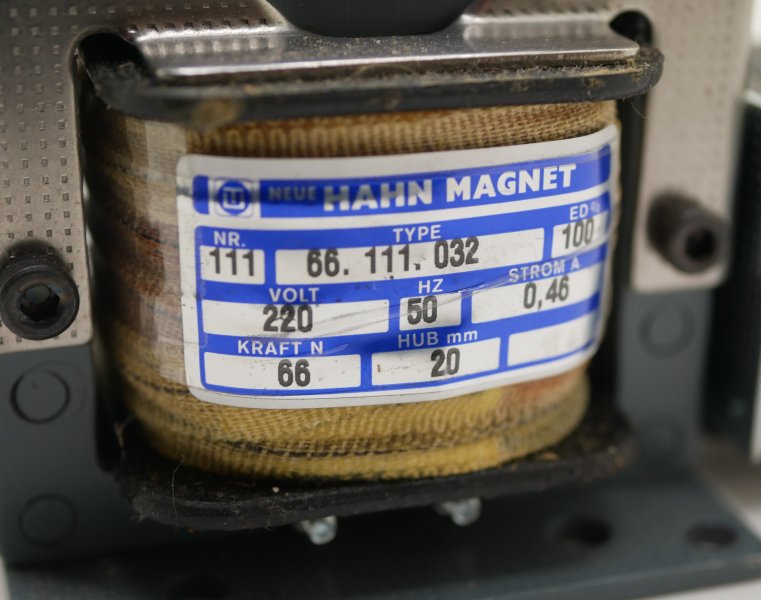 NEUE HAHN MAGNET
NR. TYPE ED%
111 66. 111. 032 100
VOLT HZ STROM A
220 50 0,46
KRAFT N HUB mm
66 20